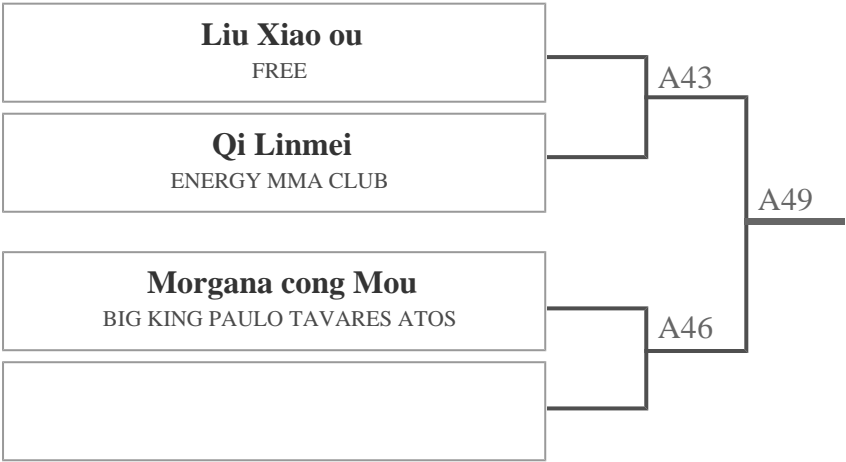 Liu Xiao ou
FREE
A43
Qi Linmei
ENERGY MMA CLUB
A49
Morgana cong Mou
BIG KING PAULO TAVARES ATOS
A46